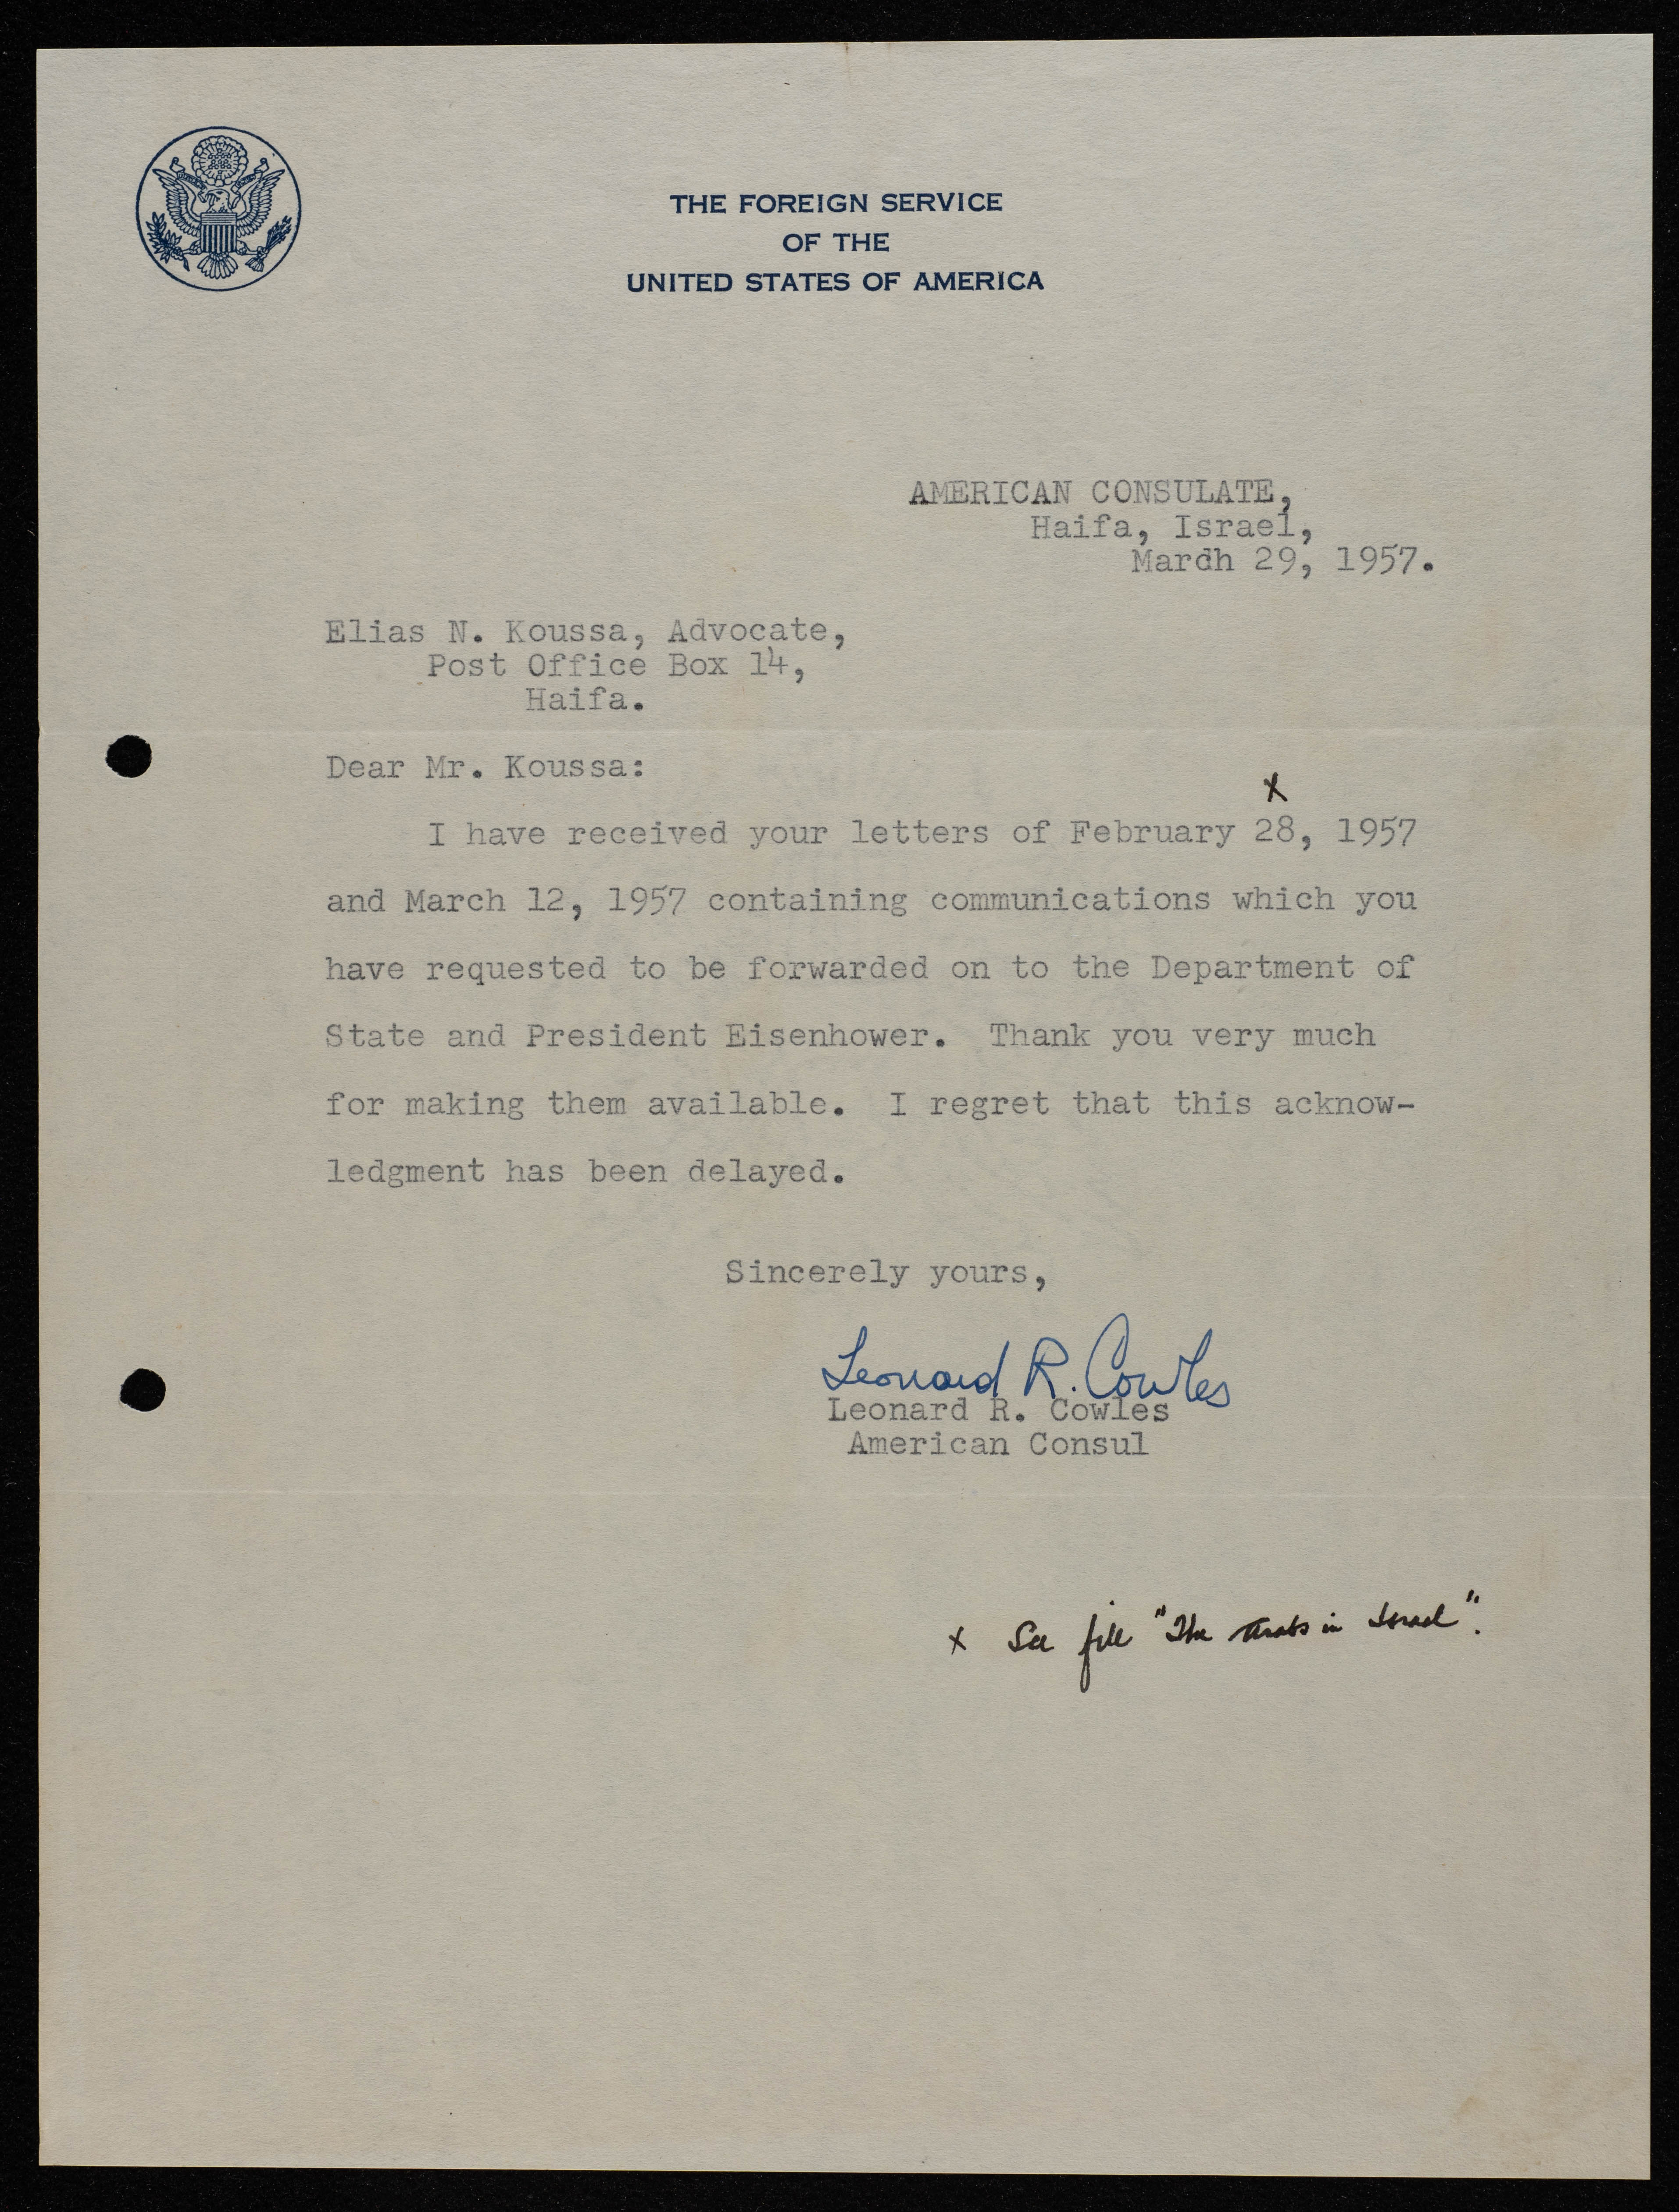 THE FOREIGN SERVICE
OF THE
UNITED STATES OF AMERICA
AMERICAN CONSULATE,
Haifa, Israel,
Mardh 29, 1957.
Elias N. Koussa, Advocate,
Post Office Box 14,
Haifa.
Dear Mr. Koussa:
x
I have received your letters of February 28, 1957
and March 12, 1957 containing communications which you
have requested to be forwarded on to the Department of
State and President Eisenhower. Thank you very much
for making them available. I regret that this acknow-
ledgment has been delayed.
Sincerely yours,
Leonard R. Cowles
Leonard R. Cowles
American Consul
x See file "The Arabs in Israel".